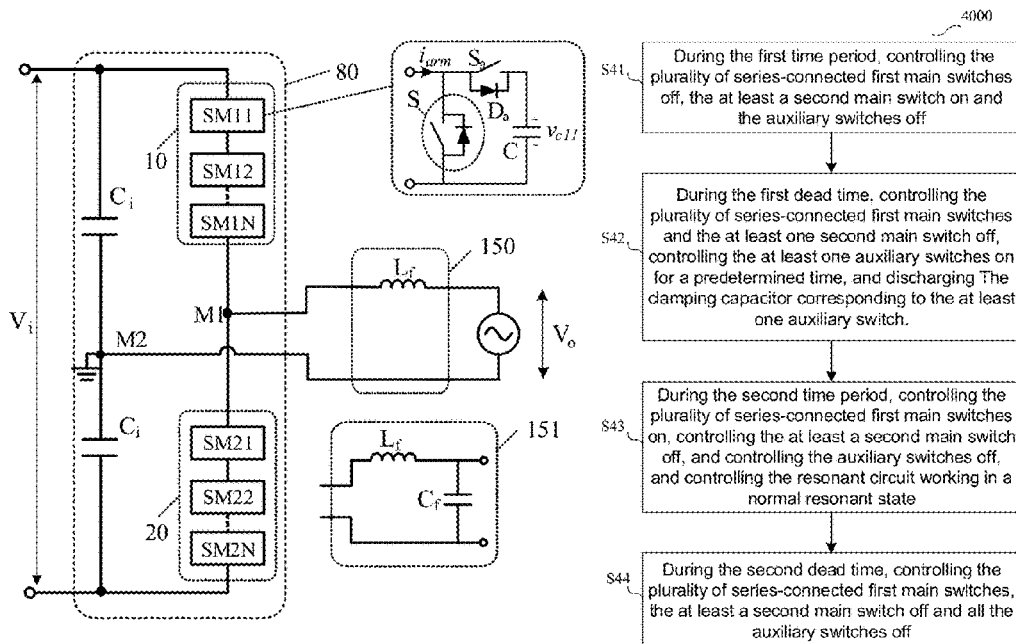 80
i_arm
S_a
D_a
S
C
v_c11
10
SM11
SM12
SM1N
C_i
150
L_f
M1
V_o
V_i
M2
C_i
20
SM21
SM22
SM2N
151
L_f
C_f
4000
S41
During the first time period, controlling the
plurality of series-connected first main switches
off, the at least a second main switch on and
the auxiliary switches off
S42
During the first dead time, controlling the
plurality of series-connected first main switches
and the at least one second main switch off,
controlling the at least one auxiliary switches on
for a predetermined time, and discharging The
clamping capacitor corresponding to the at least
one auxiliary switch.
S43
During the second time period, controlling the
plurality of series-connected first main switches
on, controlling the at least a second main switch
off, and controlling the auxiliary switches off,
and controlling the resonant circuit working in a
normal resonant state
S44
During the second dead time, controlling the
plurality of series-connected first main switches,
the at least a second main switch off and all the
auxiliary switches off